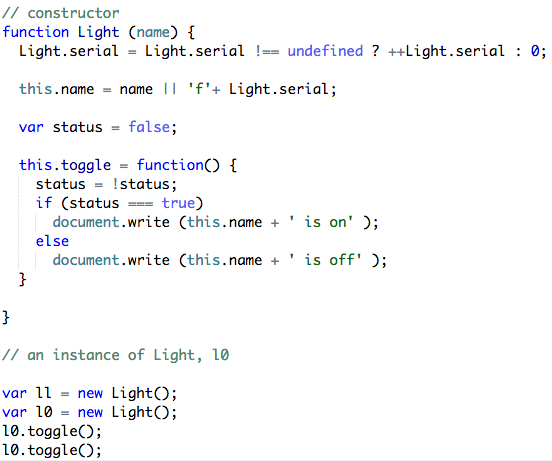 // constructor
function Light (name) {
  Light.serial = Light.serial !== undefined ? ++Light.serial : 0;

  this.name = name || 'f'+ Light.serial;

  var status = false;

  this.toggle = function() {
    status = !status;
    if (status === true)
      document.write (this.name + ' is on' );
    else
      document.write (this.name + ' is off' );
  }

}

// an instance of Light, l0

var ll = new Light();
var l0 = new Light();
l0.toggle();
l0.toggle();